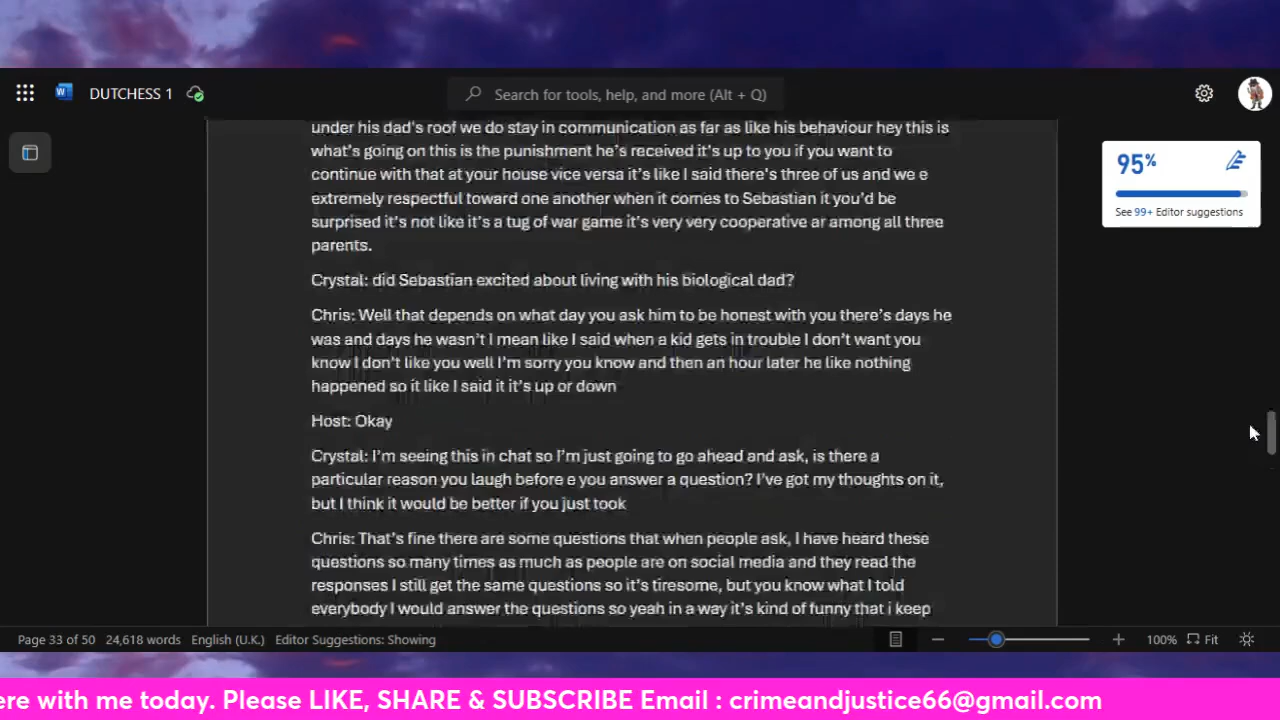 DUTCHESS 1
Search for tools, help, and more (Alt + Q)
under his dad's roof we do stay in communication as far as like his behaviour hey this is
what's going on this is the punishment he's received it's up to you if you want to
continue with that at your house vice versa it's like I said there's three of us and we e
extremely respectful toward one another when it comes to Sebastian it you'd be
surprised it's not like it's a tug of war game it's very very cooperative ar among all three
parents.
Crystal: did Sebastian excited about living with his biological dad?
Chris: Well that depends on what day you ask him to be honest with you there's days he
was and days he wasn't I mean like I said when a kid gets in trouble I don't want you
know I don't like you well I'm sorry you know and then an hour later he like nothing
happened so it like I said it it's up or down
Host: Okay
Crystal: I'm seeing this in chat so I'm just going to go ahead and ask, is there a
particular reason you laugh before e you answer a question? I've got my thoughts on it,
but I think it would be better if you just took
Chris: That's fine there are some questions that when people ask, I have heard these
questions so many times as much as people are on social media and they read the
responses I still get the same questions so it's tiresome, but you know what I told
everybody I would answer the questions so yeah in a way it's kind of funny that i keep
95%
See 99+ Editor suggestions
Page 33 of 50 24,618 words English (U.K.) Editor Suggestions: Showing
100% Fit
ere with me today. Please LIKE, SHARE & SUBSCRIBE Email : crimeandjustice66@gmail.com